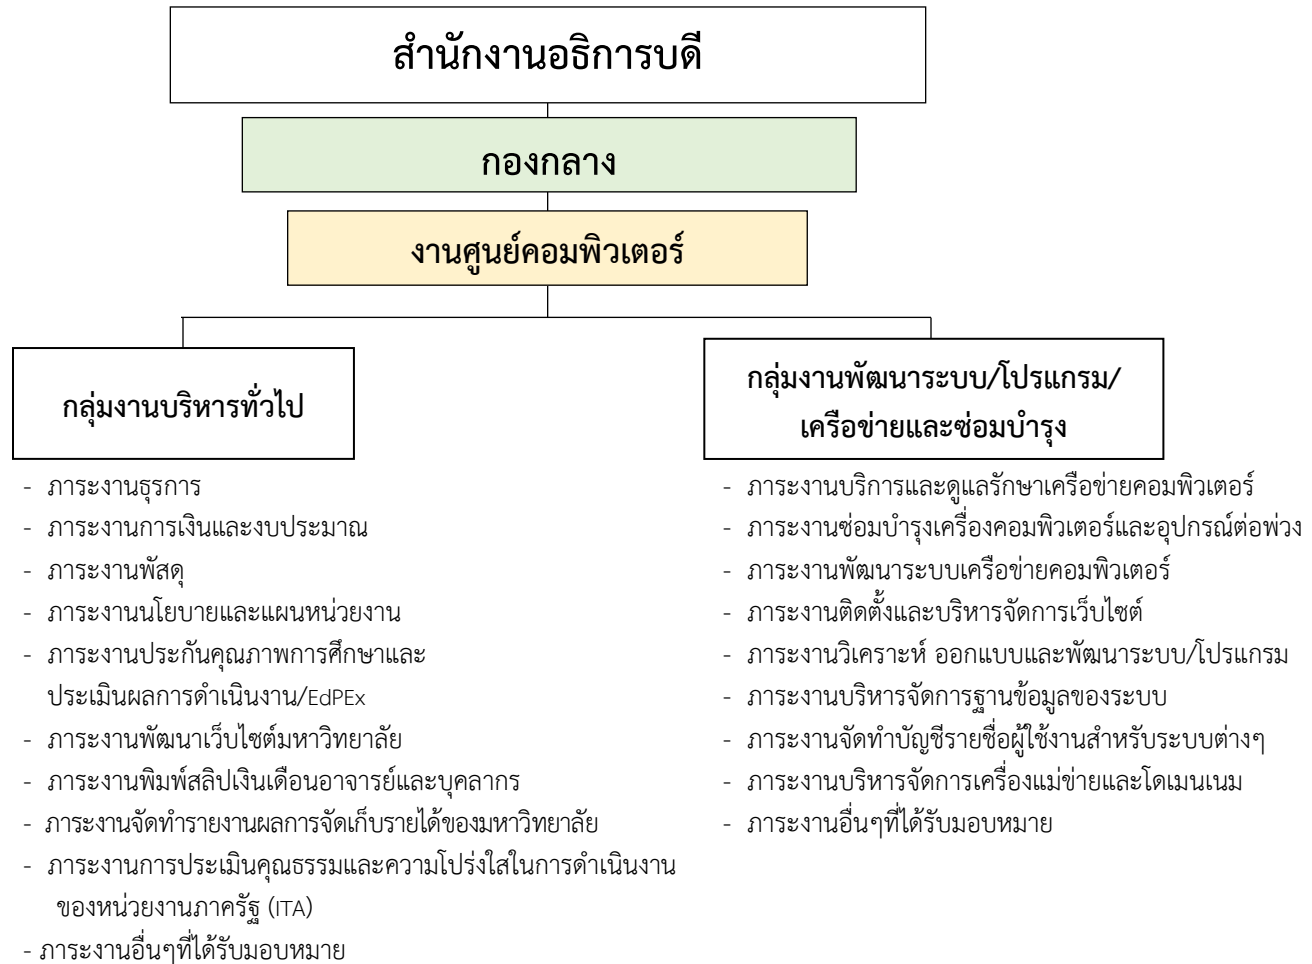 สำนักงานอธิการบดี
กองกลาง
งานศูนย์คอมพิวเตอร์
กลุ่มงานบริหารทั่วไป
- ภาระงานธุรการ
- ภาระงานการเงินและงบประมาณ
- ภาระงานพัสดุ
- ภาระงานนโยบายและแผนหน่วยงาน
- ภาระงานประกันคุณภาพการศึกษาและ
ประเมินผลการดำเนินงาน/EdPEx
- ภาระงานพัฒนาเว็บไซต์มหาวิทยาลัย
- ภาระงานพิมพ์สลิปเงินเดือนอาจารย์และบุคลากร
- ภาระงานจัดทำรายงานผลการจัดเก็บรายได้ของมหาวิทยาลัย
- ภาระงานการประเมินคุณธรรมและความโปร่งใสในการดำเนินงาน
ของหน่วยงานภาครัฐ (ITA)
- ภาระงานอื่นๆที่ได้รับมอบหมาย
กลุ่มงานพัฒนาระบบ/โปรแกรม/
เครือข่ายและซ่อมบำรุง
- ภาระงานบริการและดูแลรักษาเครือข่ายคอมพิวเตอร์
- ภาระงานซ่อมบำรุงเครื่องคอมพิวเตอร์และอุปกรณ์ต่อพ่วง
- ภาระงานพัฒนาระบบเครือข่ายคอมพิวเตอร์
- ภาระงานติดตั้งและบริหารจัดการเว็บไซต์
- ภาระงานวิเคราะห์ ออกแบบและพัฒนาระบบ/โปรแกรม
- ภาระงานบริหารจัดการฐานข้อมูลของระบบ
- ภาระงานจัดทำบัญชีรายชื่อผู้ใช้งานสำหรับระบบต่างๆ
- ภาระงานบริหารจัดการเครื่องแม่ข่ายและโดเมนเนม
- ภาระงานอื่นๆที่ได้รับมอบหมาย